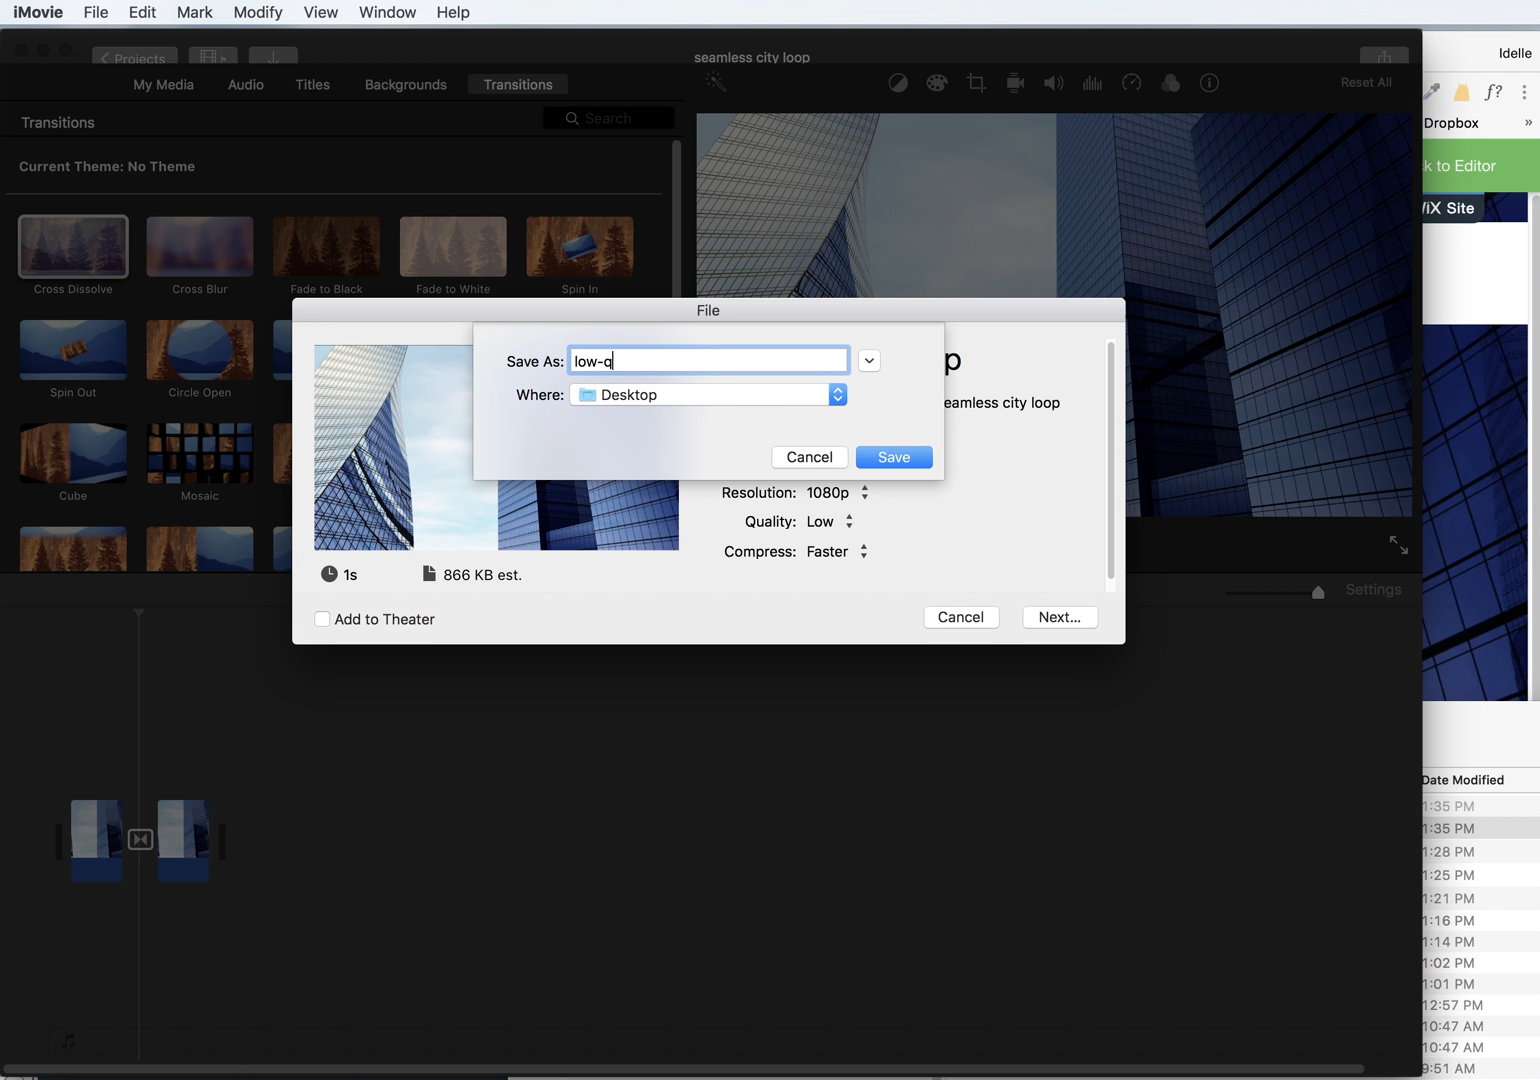 iMovie File Edit Mark Modify View Window Help
Projects
seamless city loop
Idelle
My Media Audio Titles Backgrounds Transitions
Reset All
f?
Transitions
Search
Dropbox »
Current Theme: No Theme
k to Editor
iX Site
Cross Dissolve Cross Blur Fade to Black Fade to White Spin In
File
Save As: low-q
p
Where: Desktop
eamless city loop
Spin Out Circle Open
Cancel Save
Cube Mosaic
Resolution: 1080p
Quality: Low
Compress: Faster
1s 866 KB est.
Settings
Add to Theater
Cancel Next...
Date Modified
1:35 PM
1:35 PM
1:28 PM
1:25 PM
1:21 PM
1:16 PM
1:14 PM
1:02 PM
1:01 PM
12:57 PM
10:47 AM
10:47 AM
9:51 AM